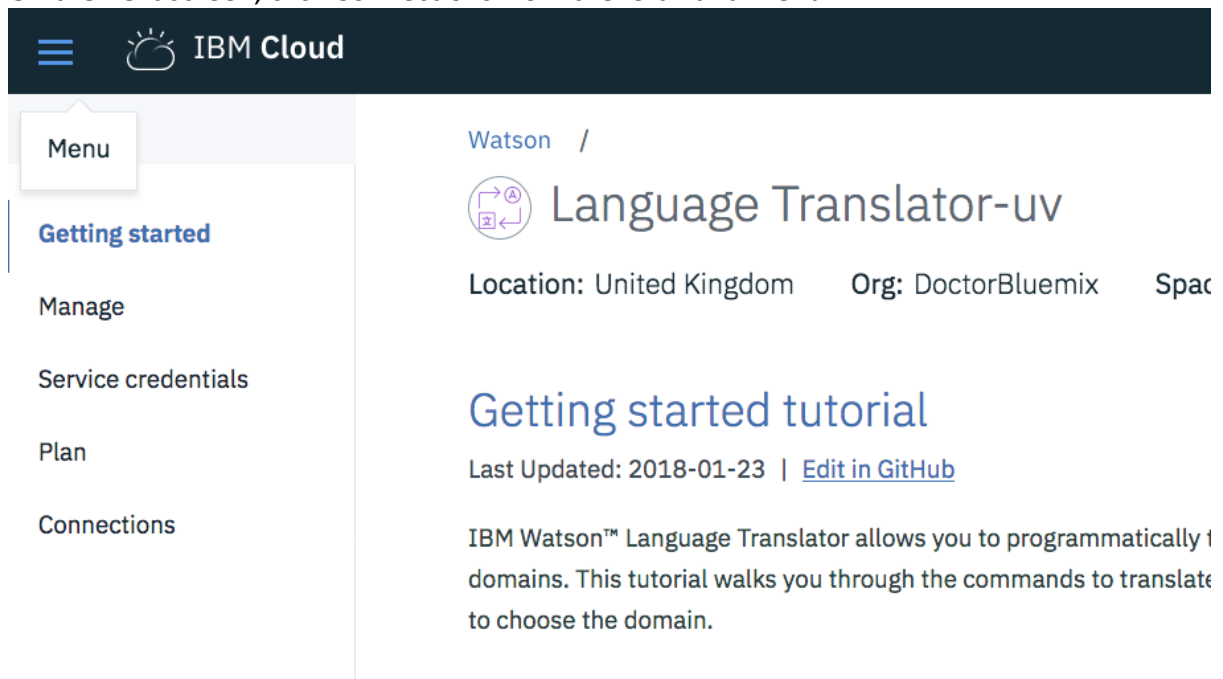 IBM Cloud
Menu
Watson /
Language Translator-uv
Getting started
Location: United Kingdom Org: DoctorBluemix Spac
Manage
Service credentials
Plan
Connections
Getting started tutorial
Last Updated: 2018-01-23 | Edit in GitHub
IBM Watson™ Language Translator allows you to programmatically t
domains. This tutorial walks you through the commands to translate
to choose the domain.